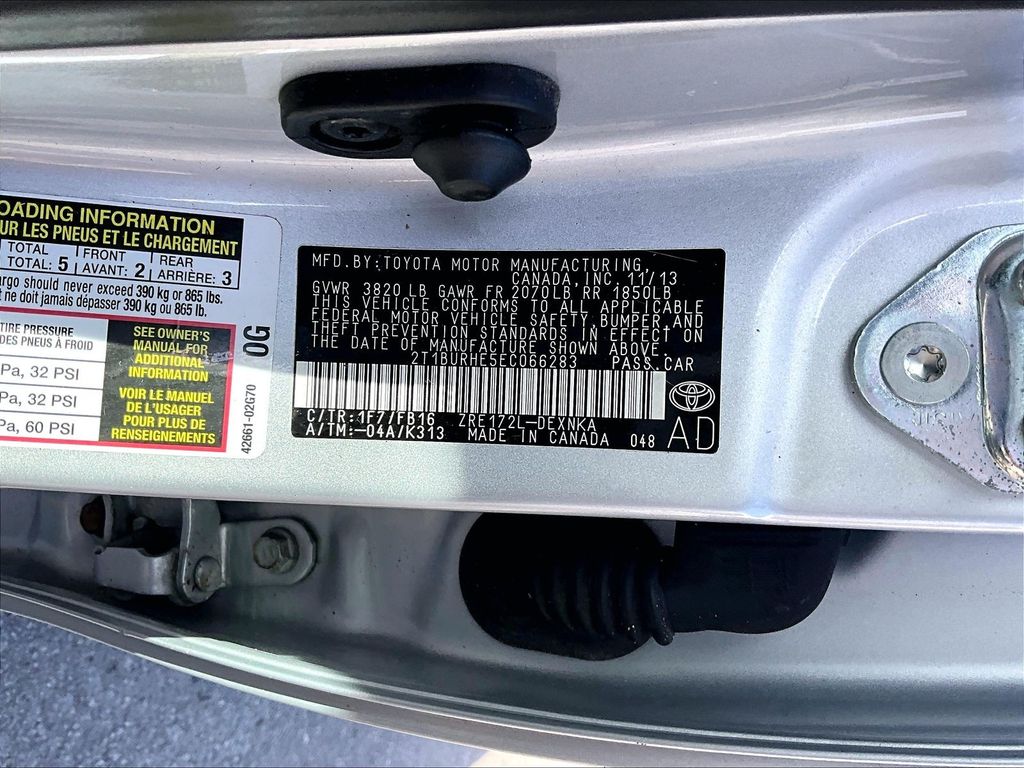 OADING INFORMATION
UR LES PNEUS ET LE CHARGEMENT
TOTAL FRONT REAR
TOTAL: 5 AVANT: 2 ARRIÈRE: 3
argo should never exceed 390 kg or 865 lbs.
t ne doit jamais dépasser 390 kg ou 865 lb.
TIRE PRESSURE
DES PNEUS À FROID
Pa, 32 PSI
Pa, 32 PSI
Pa, 60 PSI
SEE OWNER'S
MANUAL FOR
ADDITIONAL
INFORMATION
VOIR LE MANUEL
DE L'USAGER
POUR PLUS DE
RENSEIGNEMENTS
0G
42661-02G70
MFD.BY:TOYOTA MOTOR MANUFACTURING,
CANADA,INC.11/13
GVWR 3820 LB GAWR FR 2070LB RR 1850LB
THIS VEHICLE CONFORMS TO ALL APPLICABLE
FEDERAL MOTOR VEHICLE SAFETY, BUMPER, AND
THEFT PREVENTION STANDARDS IN EFFECT ON
THE DATE OF MANUFACTURE SHOWN ABOVE.
2T1BURHE5EC066283 PASS.CAR
C/TR:1F7/FB16 ZRE172L-DEXNKA
A/TM:-04A/K313 MADE IN CANADA 048 AD